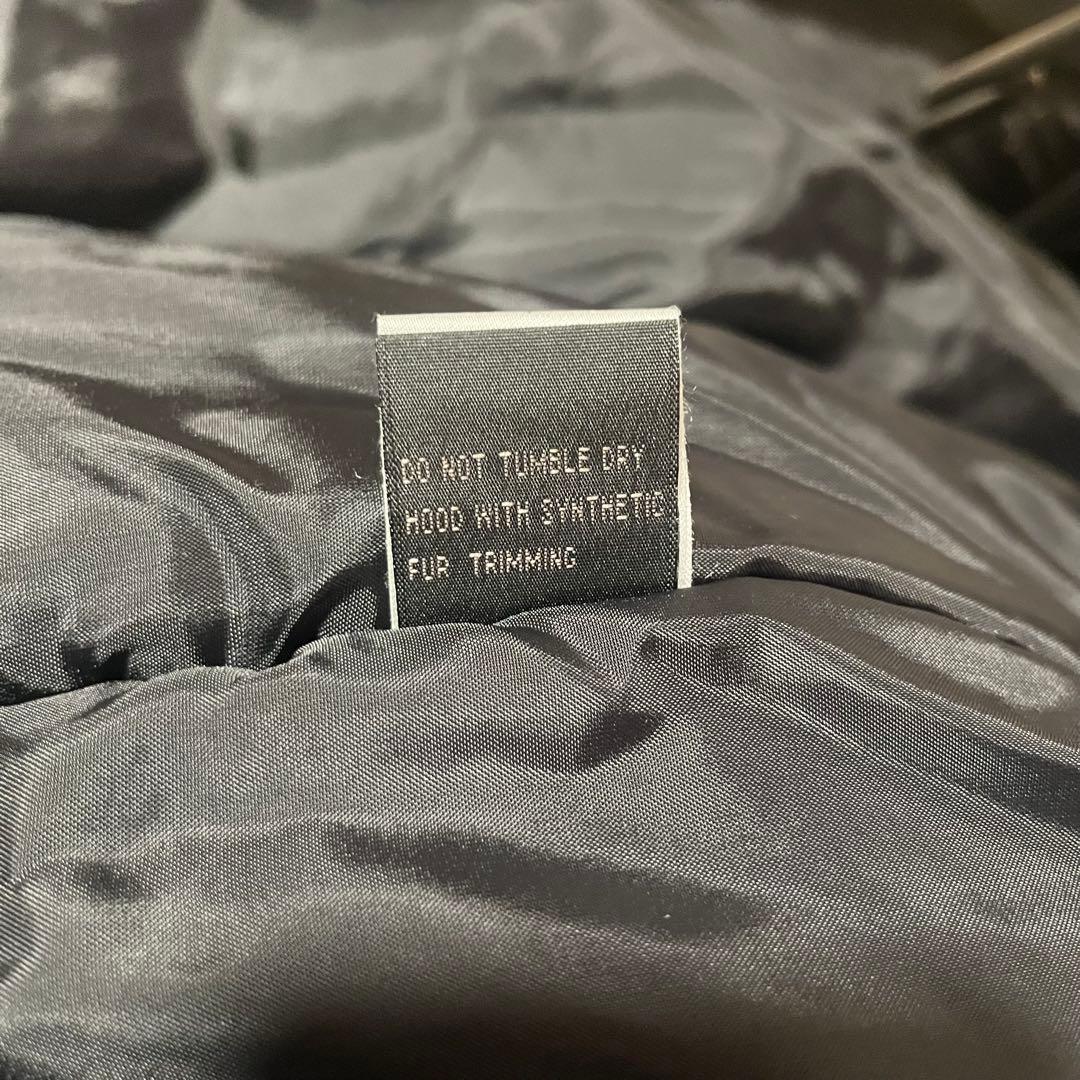 DO NOT TUMBLE DRY
HOOD WITH SYNTHETIC
FUR TRIMMING